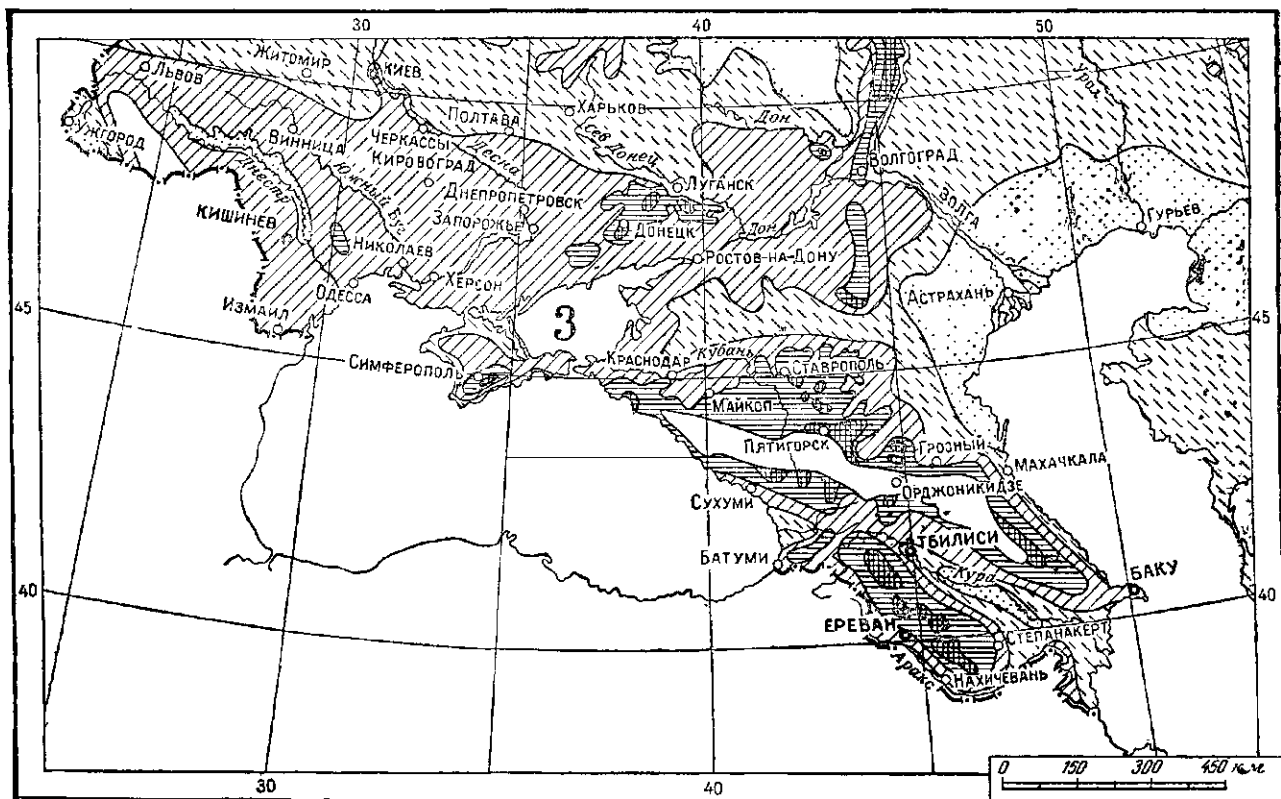 30 40 50
ЖИТОМИР
КИЕВ
ЛЬВОВ
Урал
ПОЛТАВА
ХАРЬКОВ
Дон
УЖГОРОД
ВИННИЦА
ЧЕРКАССЫ
Десна
Сев Донец
ВОЛГОГРАД
КИРОВОГРАД
ЛУГАНСК
Днестр
Южный Буг
ДНЕПРОПЕТРОВСК
ВОЛГА
КИШИНЕВ
ЗАПОРОЖЬЕ
ДОНЕЦК
Дон
ГУРЬЕВ
НИКОЛАЕВ
РОСТОВ-НА-ДОНУ
ОДЕССА
ХЕРСОН
АСТРАХАНЬ
45 45
ИЗМАИЛ
3
СИМФЕРОПОЛЬ
КРАСНОДАР
Кубань
СТАВРОПОЛЬ
МАЙКОП
ПЯТИГОРСК
ГРОЗНЫЙ
МАХАЧКАЛА
СУХУМИ
ОРДЖОНИКИДЗЕ
БАТУМИ
ТБИЛИСИ
БАКУ
Кура
40 40
ЕРЕВАН
СТЕПАНАКЕРТ
Аракс
НАХИЧЕВАНЬ
30 40
0 150 300 450 км